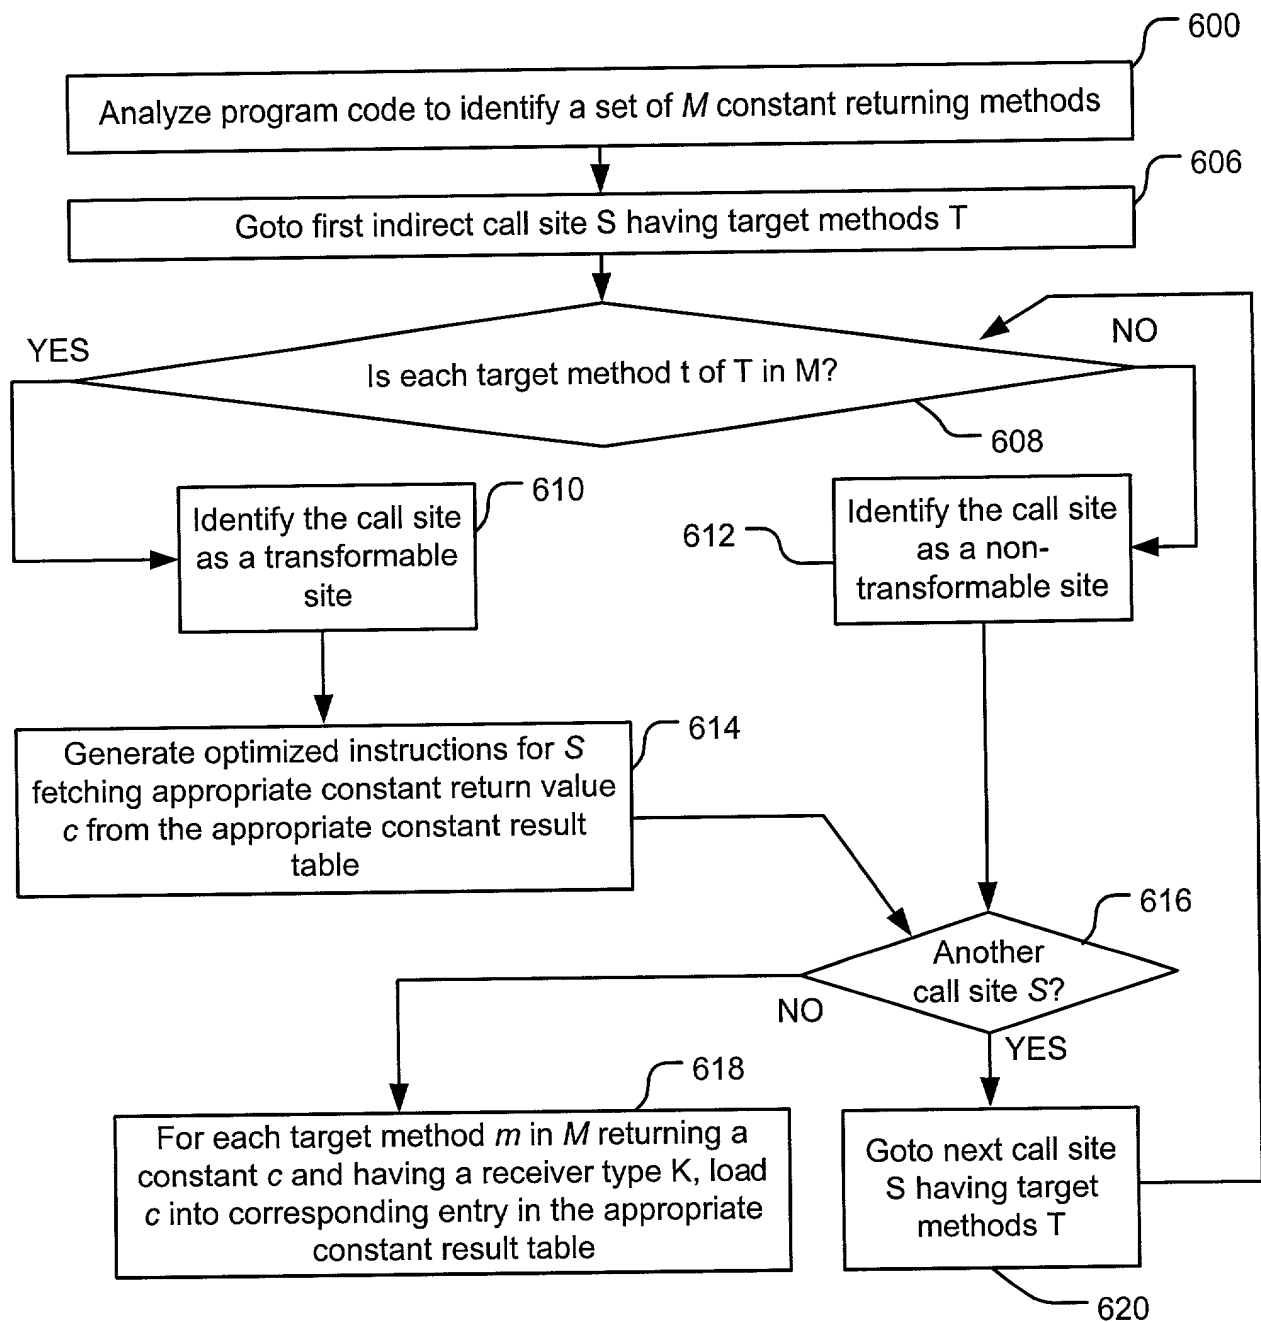 600
Analyze program code to identify a set of M constant returning methods
606
Goto first indirect call site S having target methods T
YES
NO
Is each target method t of T in M?
608
610
Identify the call site
as a transformable
site
612
Identify the call site
as a non-
transformable site
614
Generate optimized instructions for S
fetching appropriate constant return value
c from the appropriate constant result
table
616
Another
call site S?
NO
YES
618
For each target method m in M returning a
constant c and having a receiver type K, load
c into corresponding entry in the appropriate
constant result table
Goto next call site
S having target
methods T
620